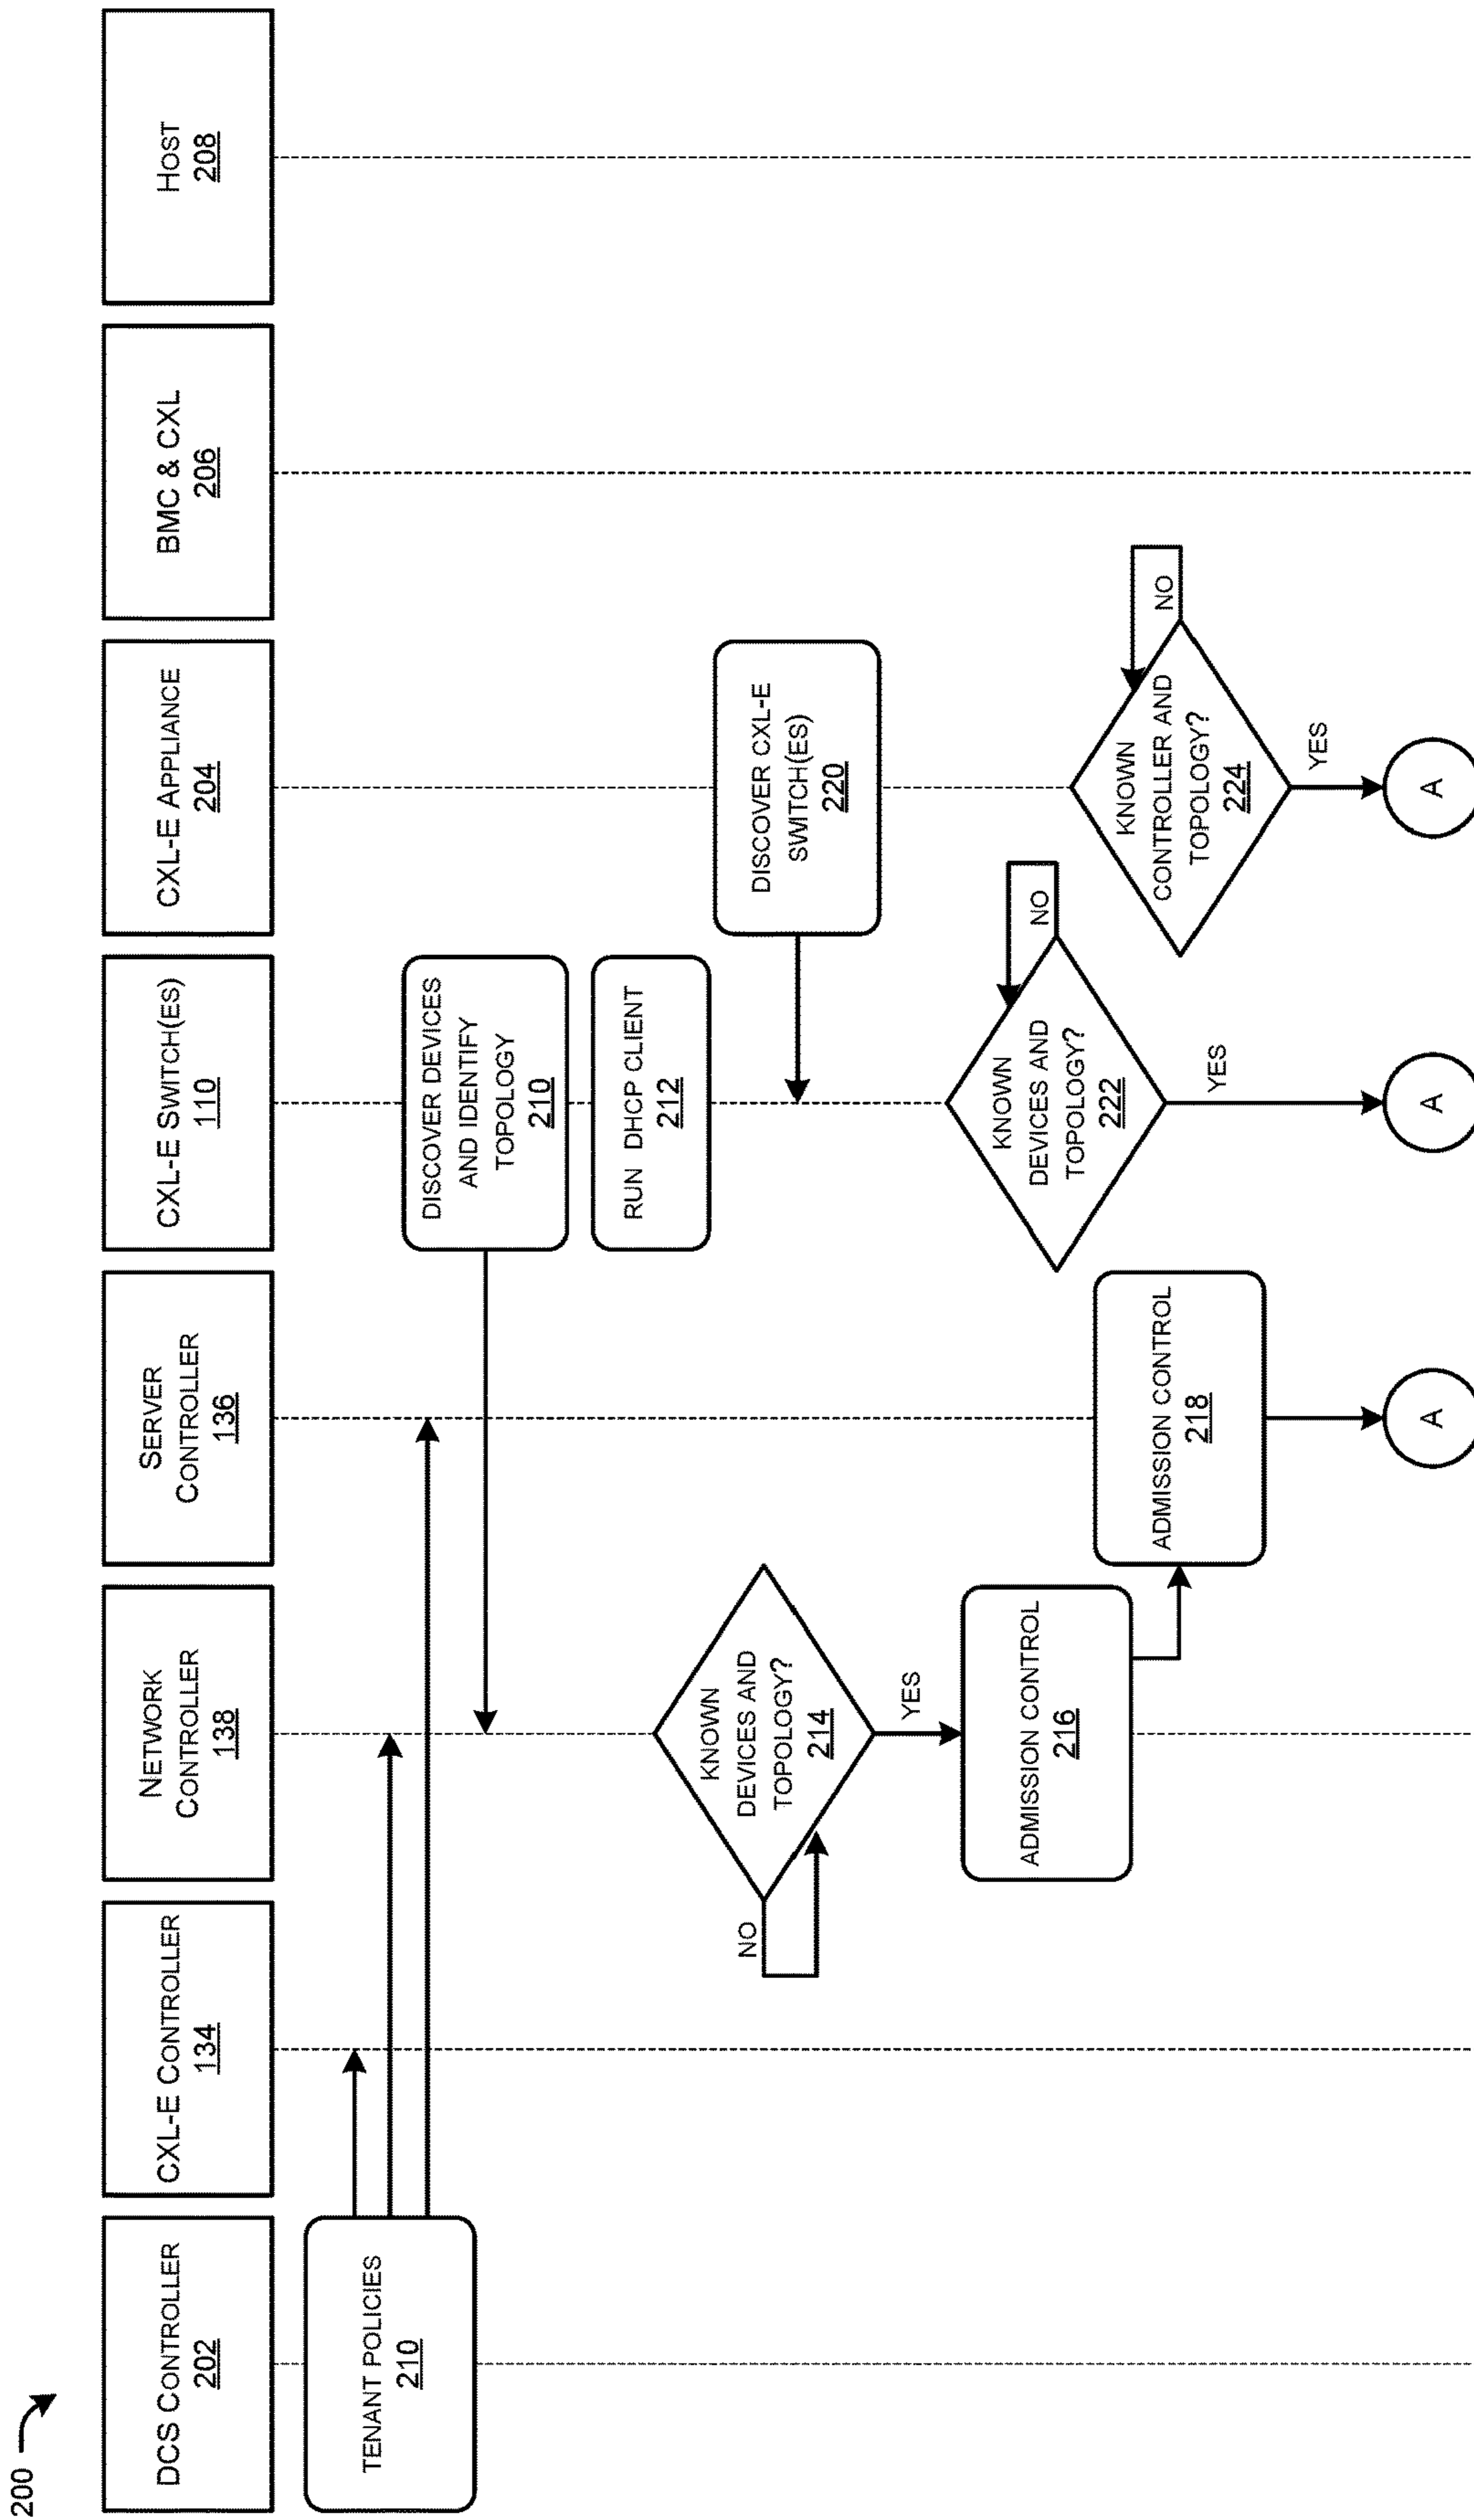 200
DCS CONTROLLER
202
CXL-E CONTROLLER
134
NETWORK
CONTROLLER
138
SERVER
CONTROLLER
136
CXL-E SWITCH(ES)
110
CXL-E APPLIANCE
204
BMC & CXL
206
HOST
208
TENANT POLICIES
210
DISCOVER DEVICES
AND IDENTIFY
TOPOLOGY
210
RUN DHCP CLIENT
212
KNOWN
DEVICES AND
TOPOLOGY?
214
NO
YES
DISCOVER CXL-E
SWITCH(ES)
220
ADMISSION CONTROL
216
ADMISSION CONTROL
218
KNOWN
DEVICES AND
TOPOLOGY?
222
NO
YES
KNOWN
CONTROLLER AND
TOPOLOGY?
224
NO
YES
A
A
A